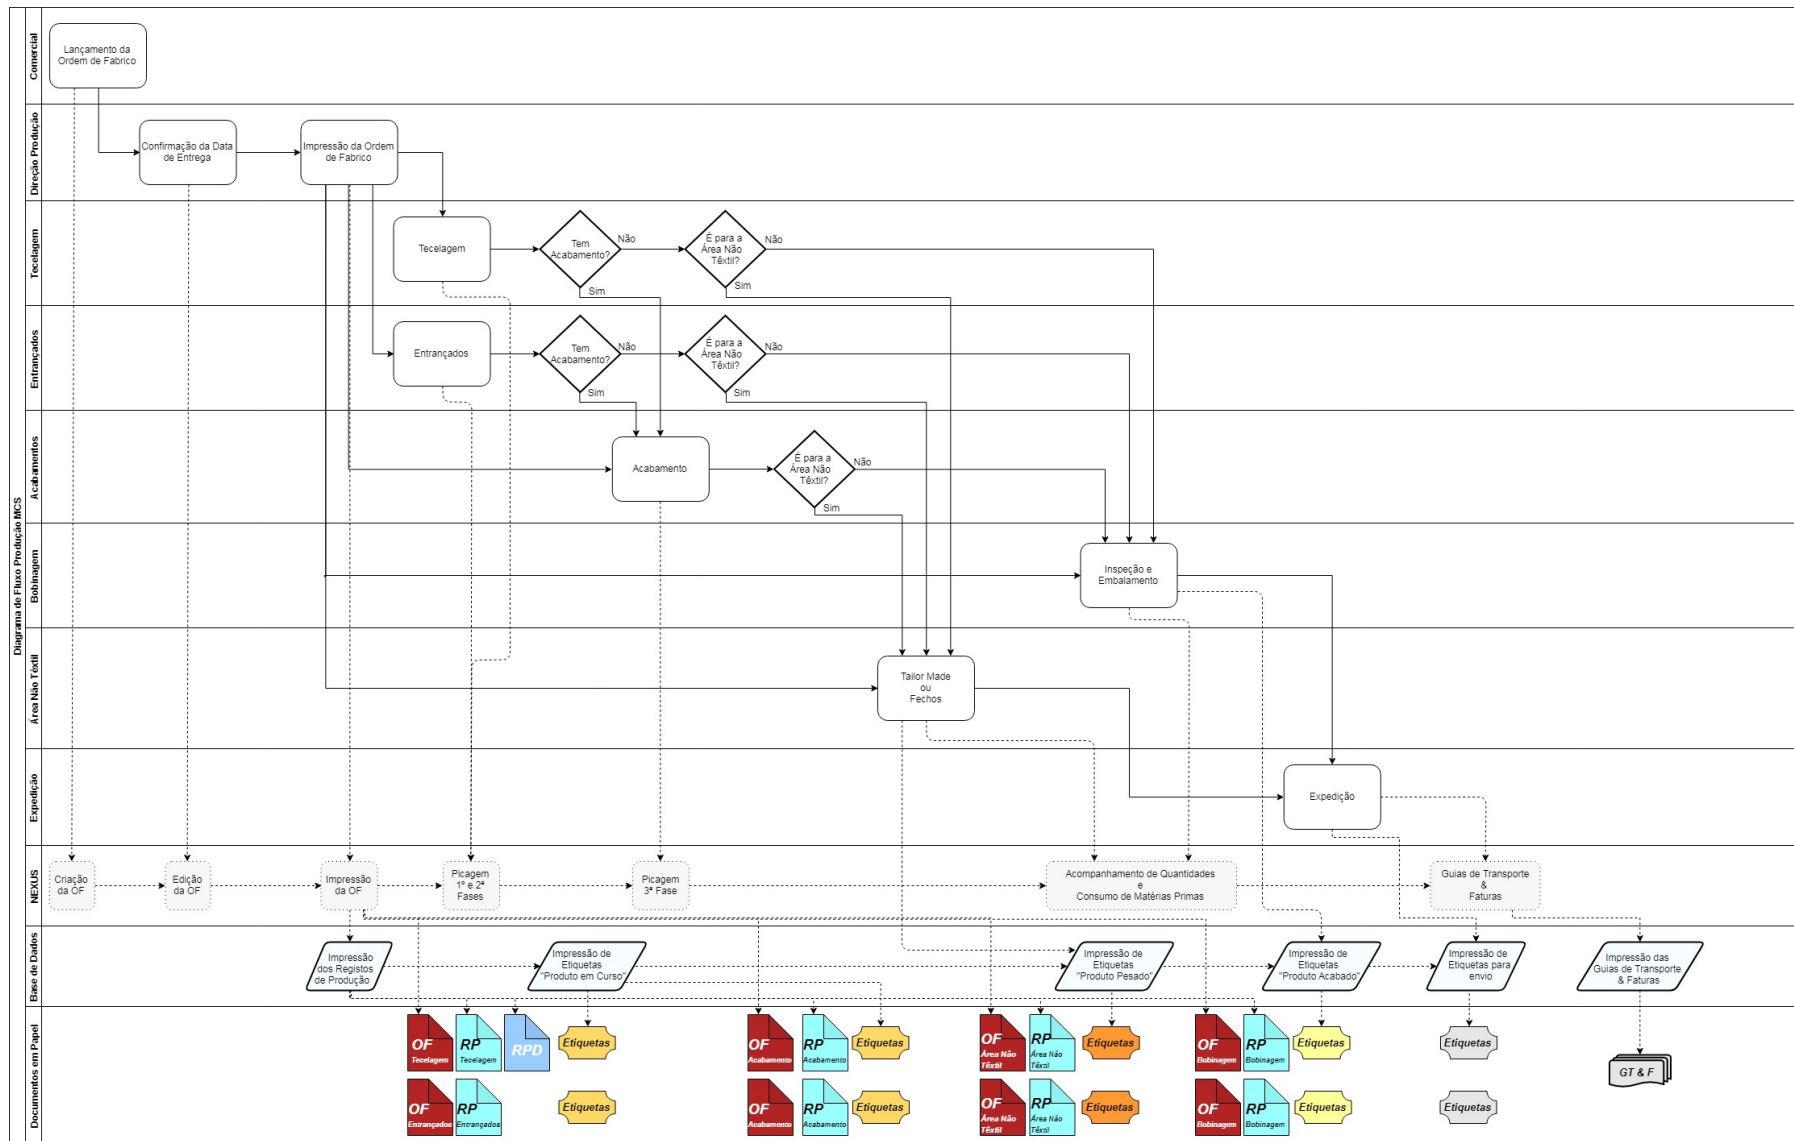 Diagrama de Fluxo Produção MCS
Comercial
Lançamento da
Ordem de Fabrico
Direção Produção
Confirmação da Data
de Entrega
Impressão da Ordem
de Fabrico
Tecelagem
Tecelagem
Tem
Acabamento?
Não
Sim
É para a
Área Não
Têxtil?
Não
Sim
Entrançados
Entrançados
Tem
Acabamento?
Não
Sim
É para a
Área Não
Têxtil?
Não
Sim
Acabamentos
Acabamento
É para a
Área Não
Têxtil?
Não
Sim
Bobinagem
Inspeção e
Embalamento
Área Não Têxtil
Tailor Made
ou
Fechos
Expedição
Expedição
NEXUS
Criação
da OF
Edição
da OF
Impressão
da OF
Picagem
1º e 2ª
Fases
Picagem
3ª Fase
Acompanhamento de Quantidades
e
Consumo de Matérias Primas
Guias de Transporte
&
Faturas
Base de Dados
Impressão
dos Registos
de Produção
Impressão de
Etiquetas
"Produto em Curso"
Impressão de
Etiquetas
"Produto Pesado"
Impressão de
Etiquetas
"Produto Acabado"
Impressão de
Etiquetas para
envio
Impressão das
Guias de Transporte
& Faturas
Documentos em Papel
OF
Tecelagem
RP
Tecelagem
RPD
Etiquetas
OF
Acabamento
RP
Acabamento
Etiquetas
OF
Área Não
Têxtil
RP
Área Não
Têxtil
Etiquetas
OF
Bobinagem
RP
Bobinagem
Etiquetas
Etiquetas
GT & F
OF
Entrançados
RP
Entrançados
Etiquetas
OF
Acabamento
RP
Acabamento
Etiquetas
OF
Área Não
Têxtil
RP
Área Não
Têxtil
Etiquetas
OF
Bobinagem
RP
Bobinagem
Etiquetas
Etiquetas